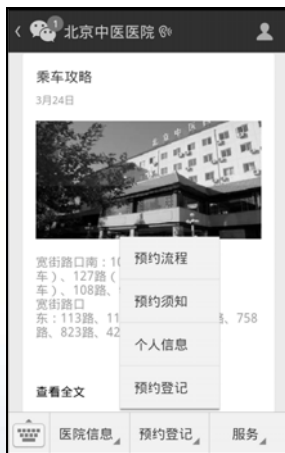 1
北京中医医院
乘车攻略
3月24日
宽街路口南：10
车）、127路（
车）、108路、
宽街路口
东：113路、11
路、758
路、823路、42
查看全文
预约流程
预约须知
个人信息
预约登记
医院信息
预约登记
服务